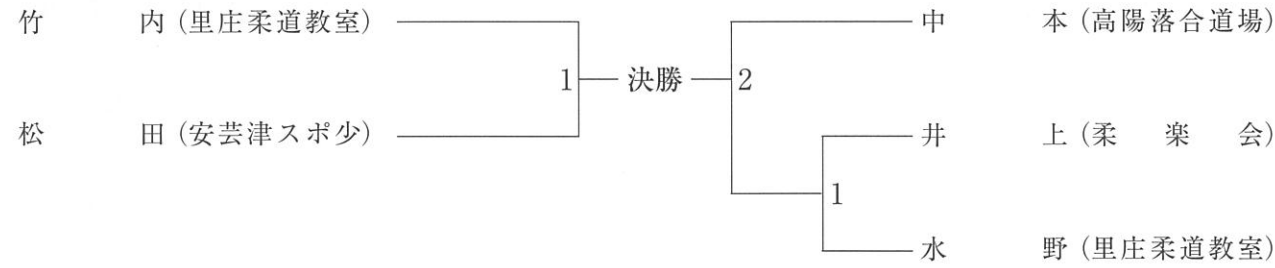 竹 内 (里庄柔道教室)
1 決勝 2
松 田 (安芸津スポ少)
中 本 (高陽落合道場)
井 上 (柔 楽 会)
1
水 野 (里庄柔道教室)